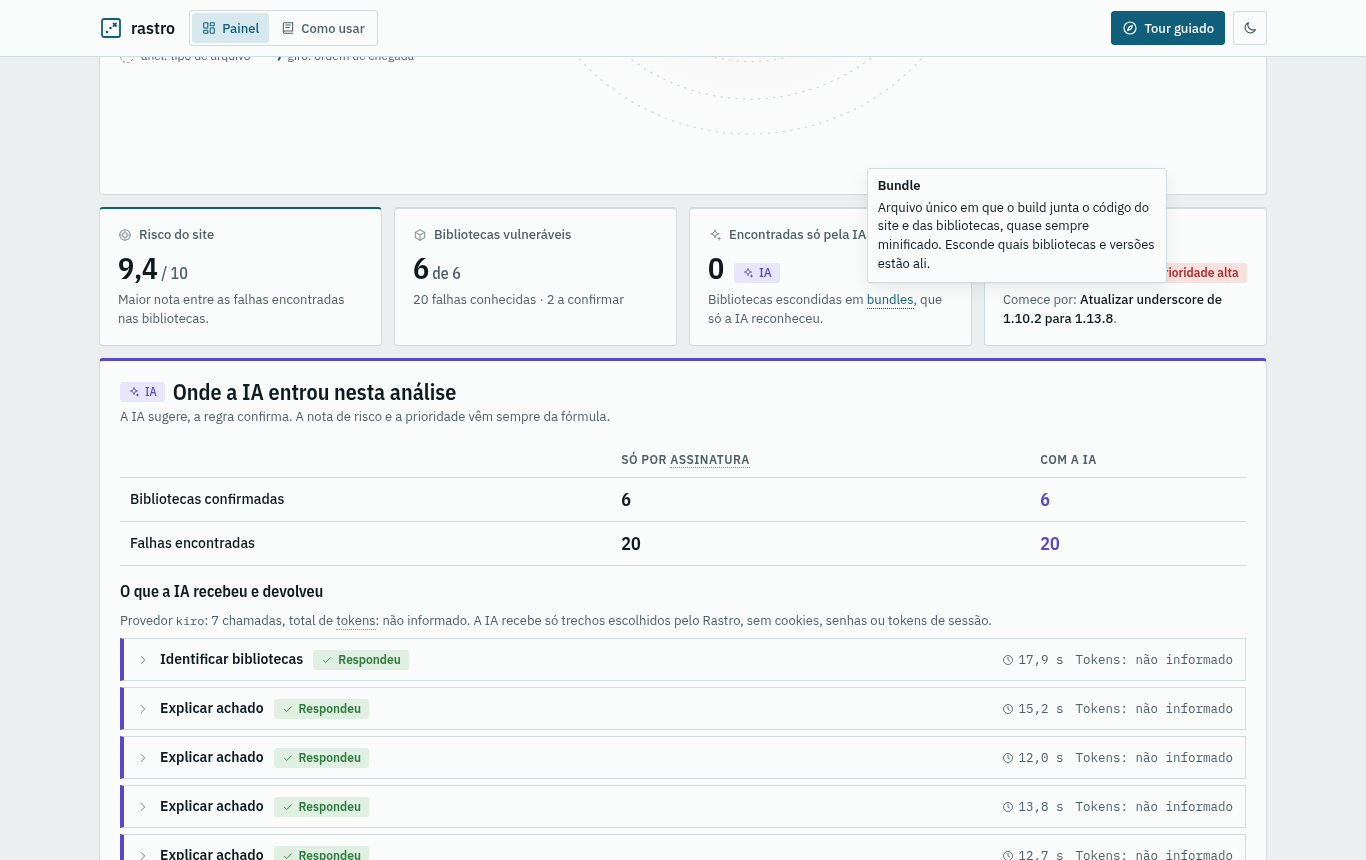 rastro
Painel
Como usar
Tour guiado
anel: tipo de arquivo
giro: ordem de chegada
Bundle
Arquivo único em que o build junta o código do
site e das bibliotecas, quase sempre
minificado. Esconde quais bibliotecas e versões
estão ali.
Risco do site
9,4 / 10
Maior nota entre as falhas encontradas
nas bibliotecas.
Bibliotecas vulneráveis
6 de 6
20 falhas conhecidas · 2 a confirmar
Encontradas só pela IA
0 IA
Bibliotecas escondidas em bundles, que
só a IA reconheceu.
rioridade alta
Comece por: Atualizar underscore de
1.10.2 para 1.13.8.
IA Onde a IA entrou nesta análise
A IA sugere, a regra confirma. A nota de risco e a prioridade vêm sempre da fórmula.
SÓ POR ASSINATURA
COM A IA
Bibliotecas confirmadas 6 6
Falhas encontradas 20 20
O que a IA recebeu e devolveu
Provedor kiro: 7 chamadas, total de tokens: não informado. A IA recebe só trechos escolhidos pelo Rastro, sem cookies, senhas ou tokens de sessão.
Identificar bibliotecas Respondeu 17,9 s Tokens: não informado
Explicar achado Respondeu 15,2 s Tokens: não informado
Explicar achado Respondeu 12,0 s Tokens: não informado
Explicar achado Respondeu 13,8 s Tokens: não informado
Explicar achado Respondeu 12,7 s Tokens: não informado